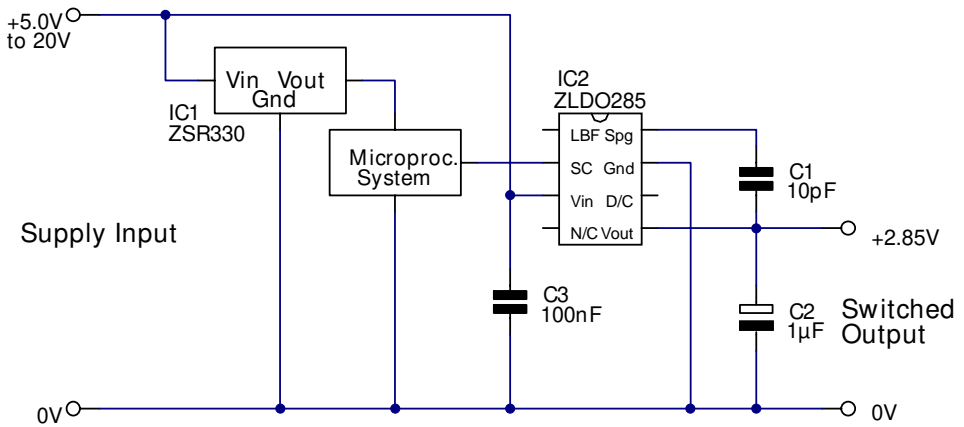 +5.0V
to 20V
Vin Vout
Gnd
IC1
ZSR330
Microproc.
System
IC2
ZLDO285
LBF Spg
SC Gnd
Vin D/C
N/C Vout
C1
10pF
Supply Input
+2.85V
C3
100nF
C2
1µF
Switched
Output
0V
0V